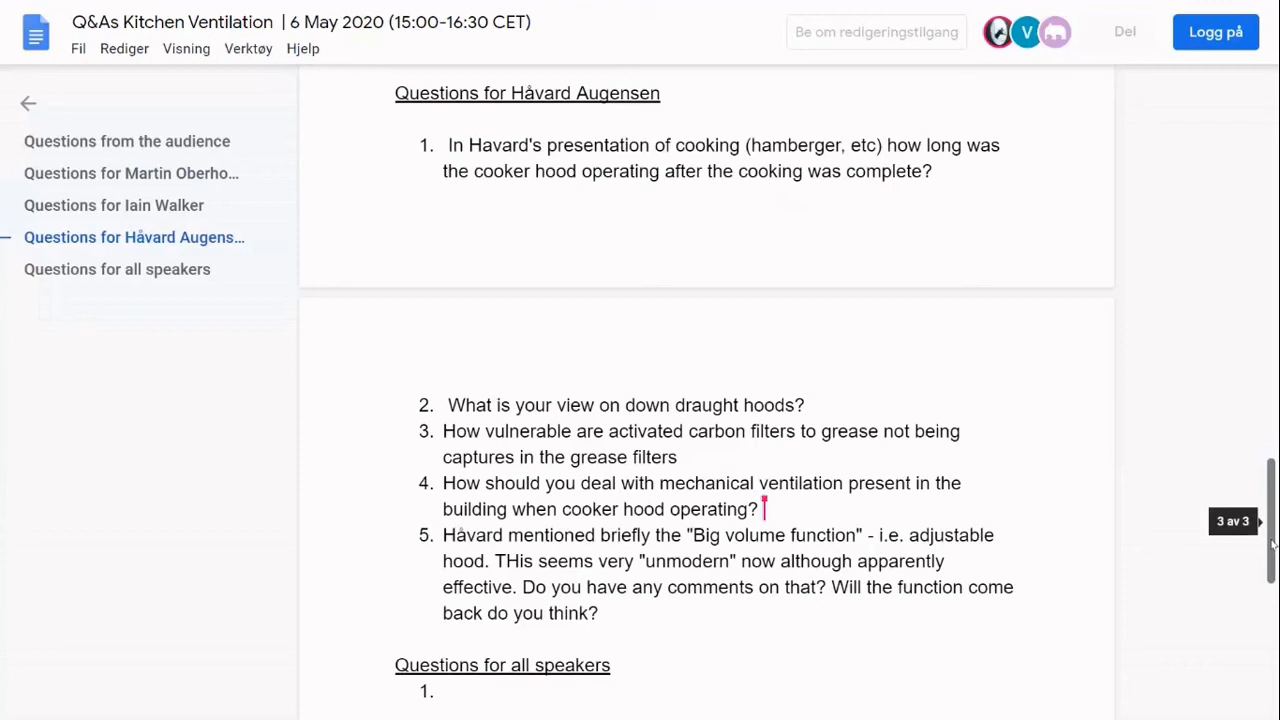 Q&As Kitchen Ventilation | 6 May 2020 (15:00-16:30 CET)
Fil Rediger Visning Verktøy Hjelp
Be om redigeringstilgang
V
Del
Logg på
Questions from the audience
Questions for Martin Oberho...
Questions for Iain Walker
Questions for Håvard Augens...
Questions for all speakers
Questions for Håvard Augensen
1. In Havard's presentation of cooking (hamberger, etc) how long was
the cooker hood operating after the cooking was complete?
2. What is your view on down draught hoods?
3. How vulnerable are activated carbon filters to grease not being
captures in the grease filters
4. How should you deal with mechanical ventilation present in the
building when cooker hood operating?
5. Håvard mentioned briefly the "Big volume function" - i.e. adjustable
hood. THis seems very "unmodern" now although apparently
effective. Do you have any comments on that? Will the function come
back do you think?
Questions for all speakers
1.
3 av 3